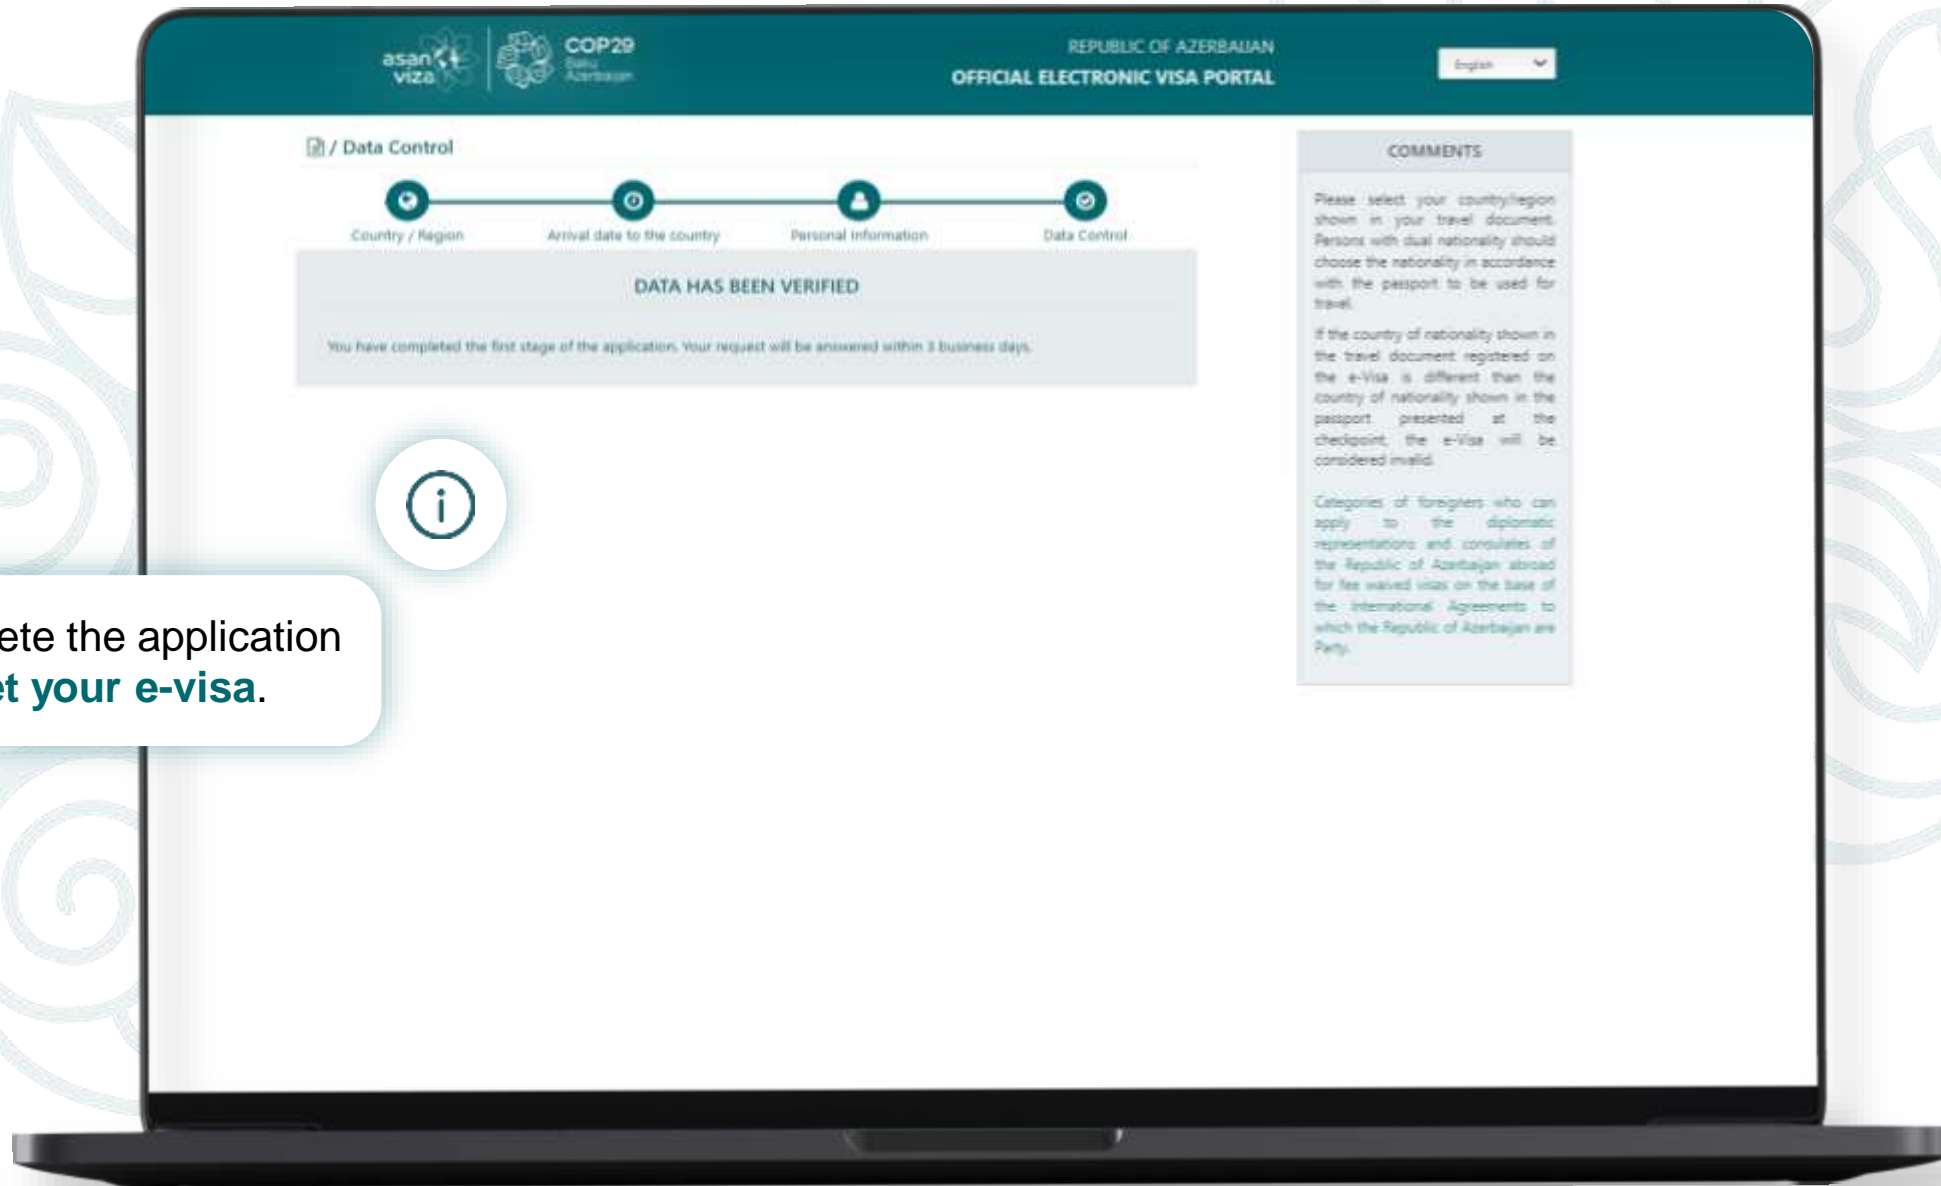 asan
viza
COP29
Baku
Azerbaijan
REPUBLIC OF AZERBAIJAN
OFFICIAL ELECTRONIC VISA PORTAL
English
/ Data Control
Country / Region
Arrival date to the country
Personal Information
Data Control
DATA HAS BEEN VERIFIED
You have completed the first stage of the application. Your request will be answered within 3 business days.
ete the application
et your e-visa.
COMMENTS
Please select your country/region
shown in your travel document.
Persons with dual nationality should
choose the nationality in accordance
with the passport to be used for
travel.
If the country of nationality shown in
the travel document registered on
the e-Visa is different than the
country of nationality shown in the
passport presented at the
checkpoint, the e-Visa will be
considered invalid.
Categories of foreigners who can
apply to the diplomatic
representations and consulates of
the Republic of Azerbaijan abroad
for fee waived visas on the base of
the International Agreements to
which the Republic of Azerbaijan are
Party.